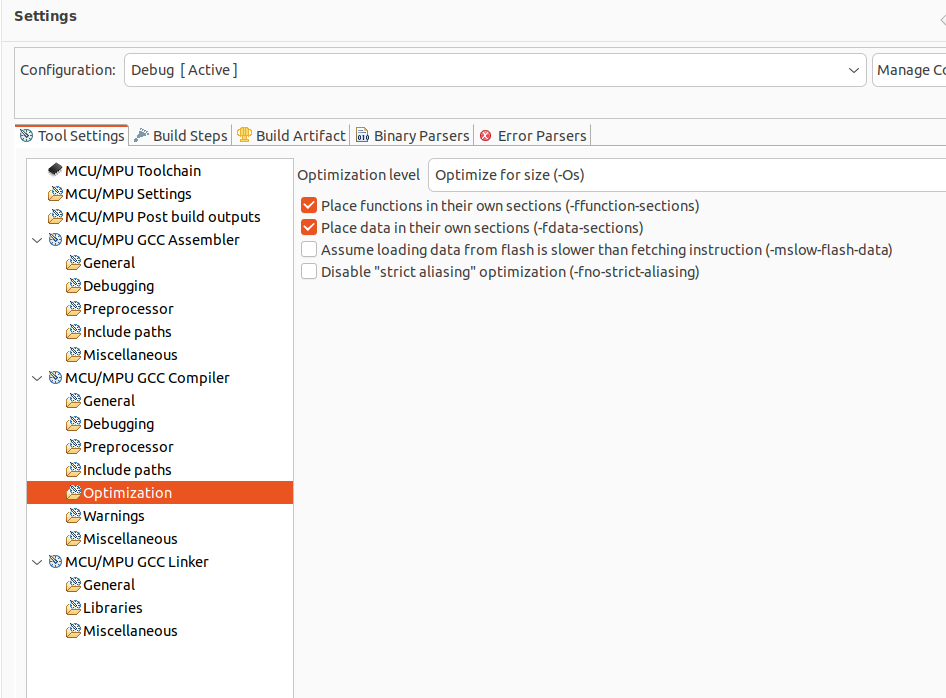 Settings
Configuration: Debug [ Active ] Manage Co
Tool Settings Build Steps Build Artifact Binary Parsers Error Parsers
MCU/MPU Toolchain
MCU/MPU Settings
MCU/MPU Post build outputs
MCU/MPU GCC Assembler
General
Debugging
Preprocessor
Include paths
Miscellaneous
MCU/MPU GCC Compiler
General
Debugging
Preprocessor
Include paths
Optimization
Warnings
Miscellaneous
MCU/MPU GCC Linker
General
Libraries
Miscellaneous
Optimization level Optimize for size (-Os)
Place functions in their own sections (-ffunction-sections)
Place data in their own sections (-fdata-sections)
Assume loading data from flash is slower than fetching instruction (-mslow-flash-data)
Disable "strict aliasing" optimization (-fno-strict-aliasing)